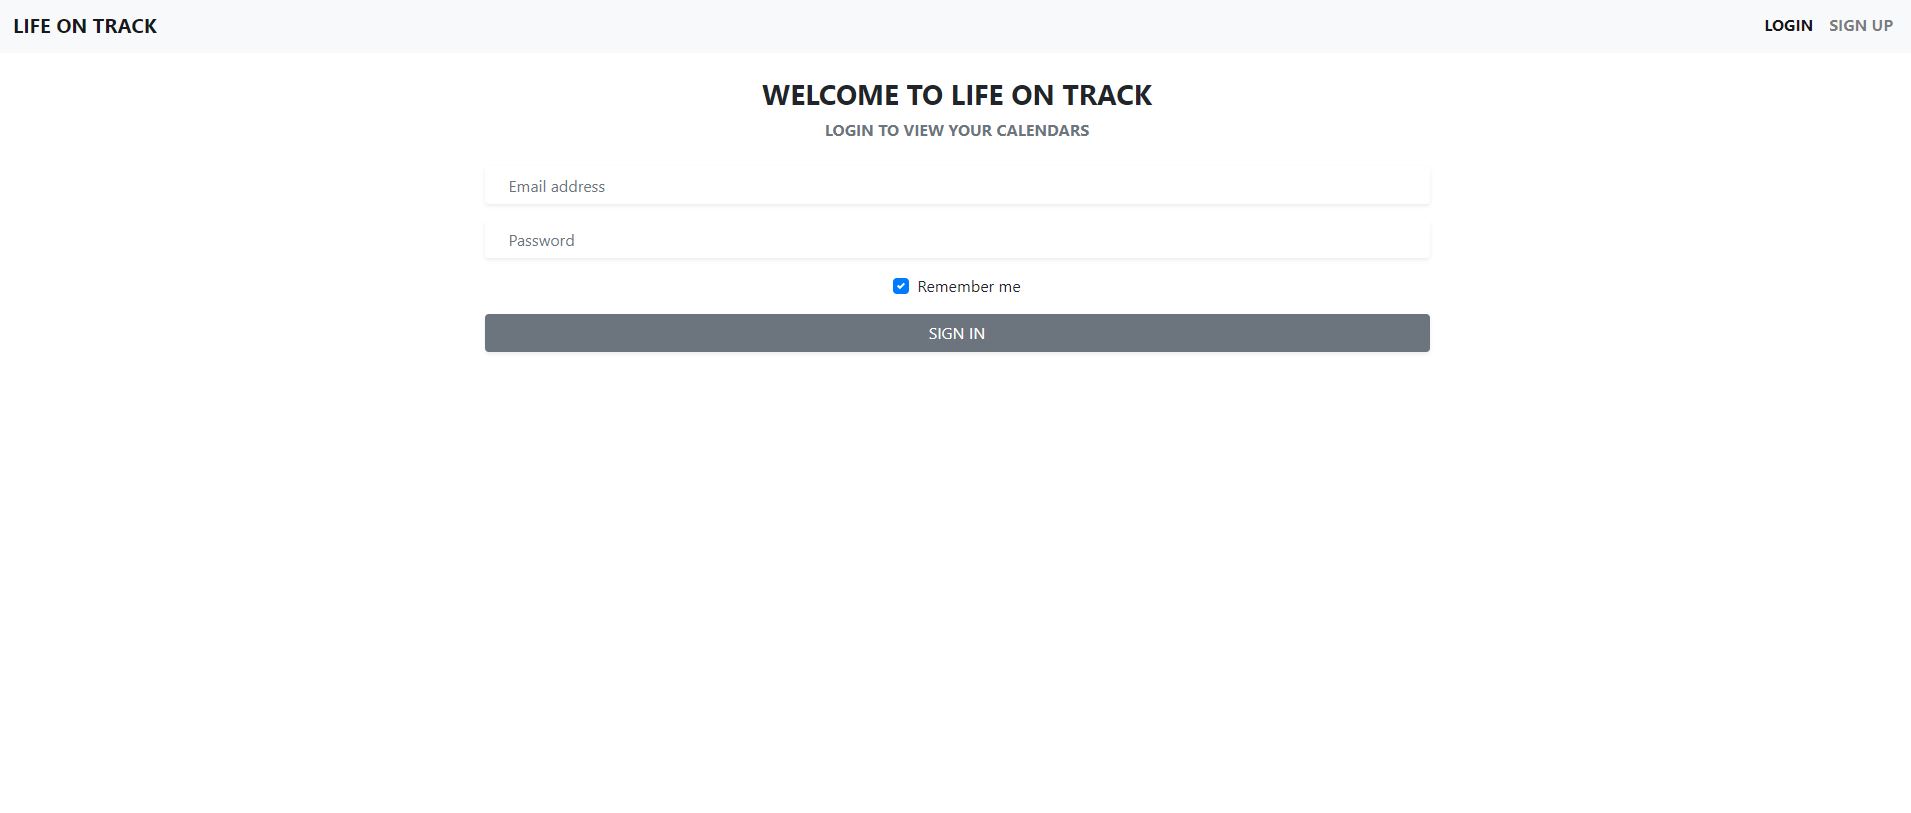 LIFE ON TRACK
LOGIN SIGN UP
WELCOME TO LIFE ON TRACK
LOGIN TO VIEW YOUR CALENDARS
Email address
Password
Remember me
SIGN IN